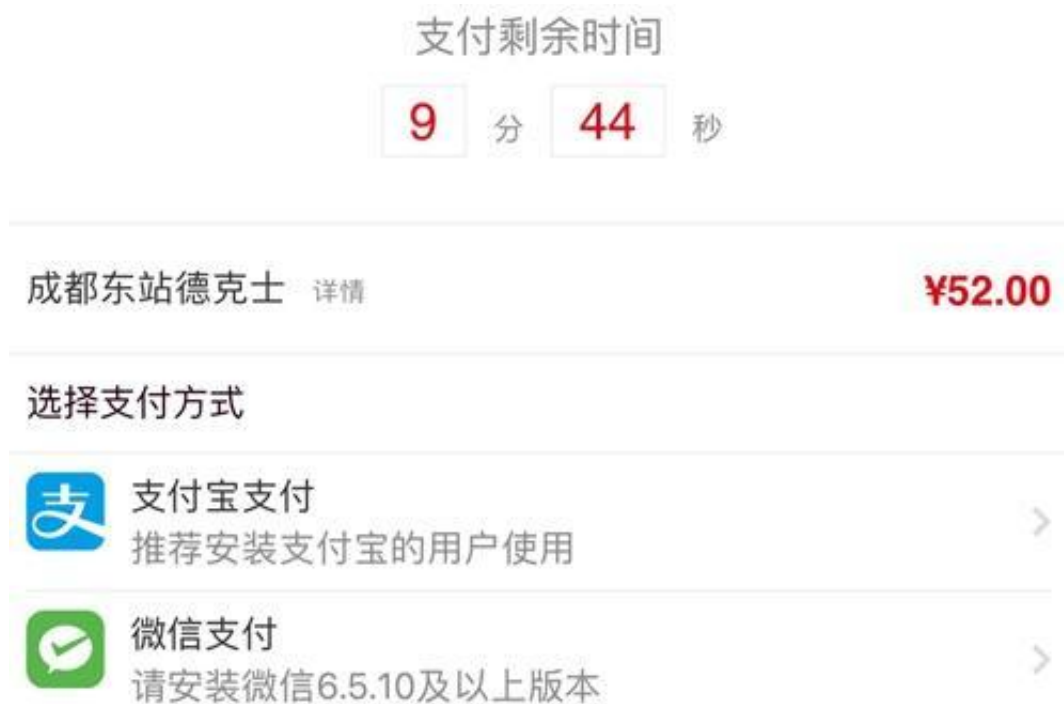 支付剩余时间
9 分 44 秒
成都东站德克士 详情 ¥52.00
选择支付方式
支付宝支付
推荐安装支付宝的用户使用
微信支付
请安装微信6.5.10及以上版本